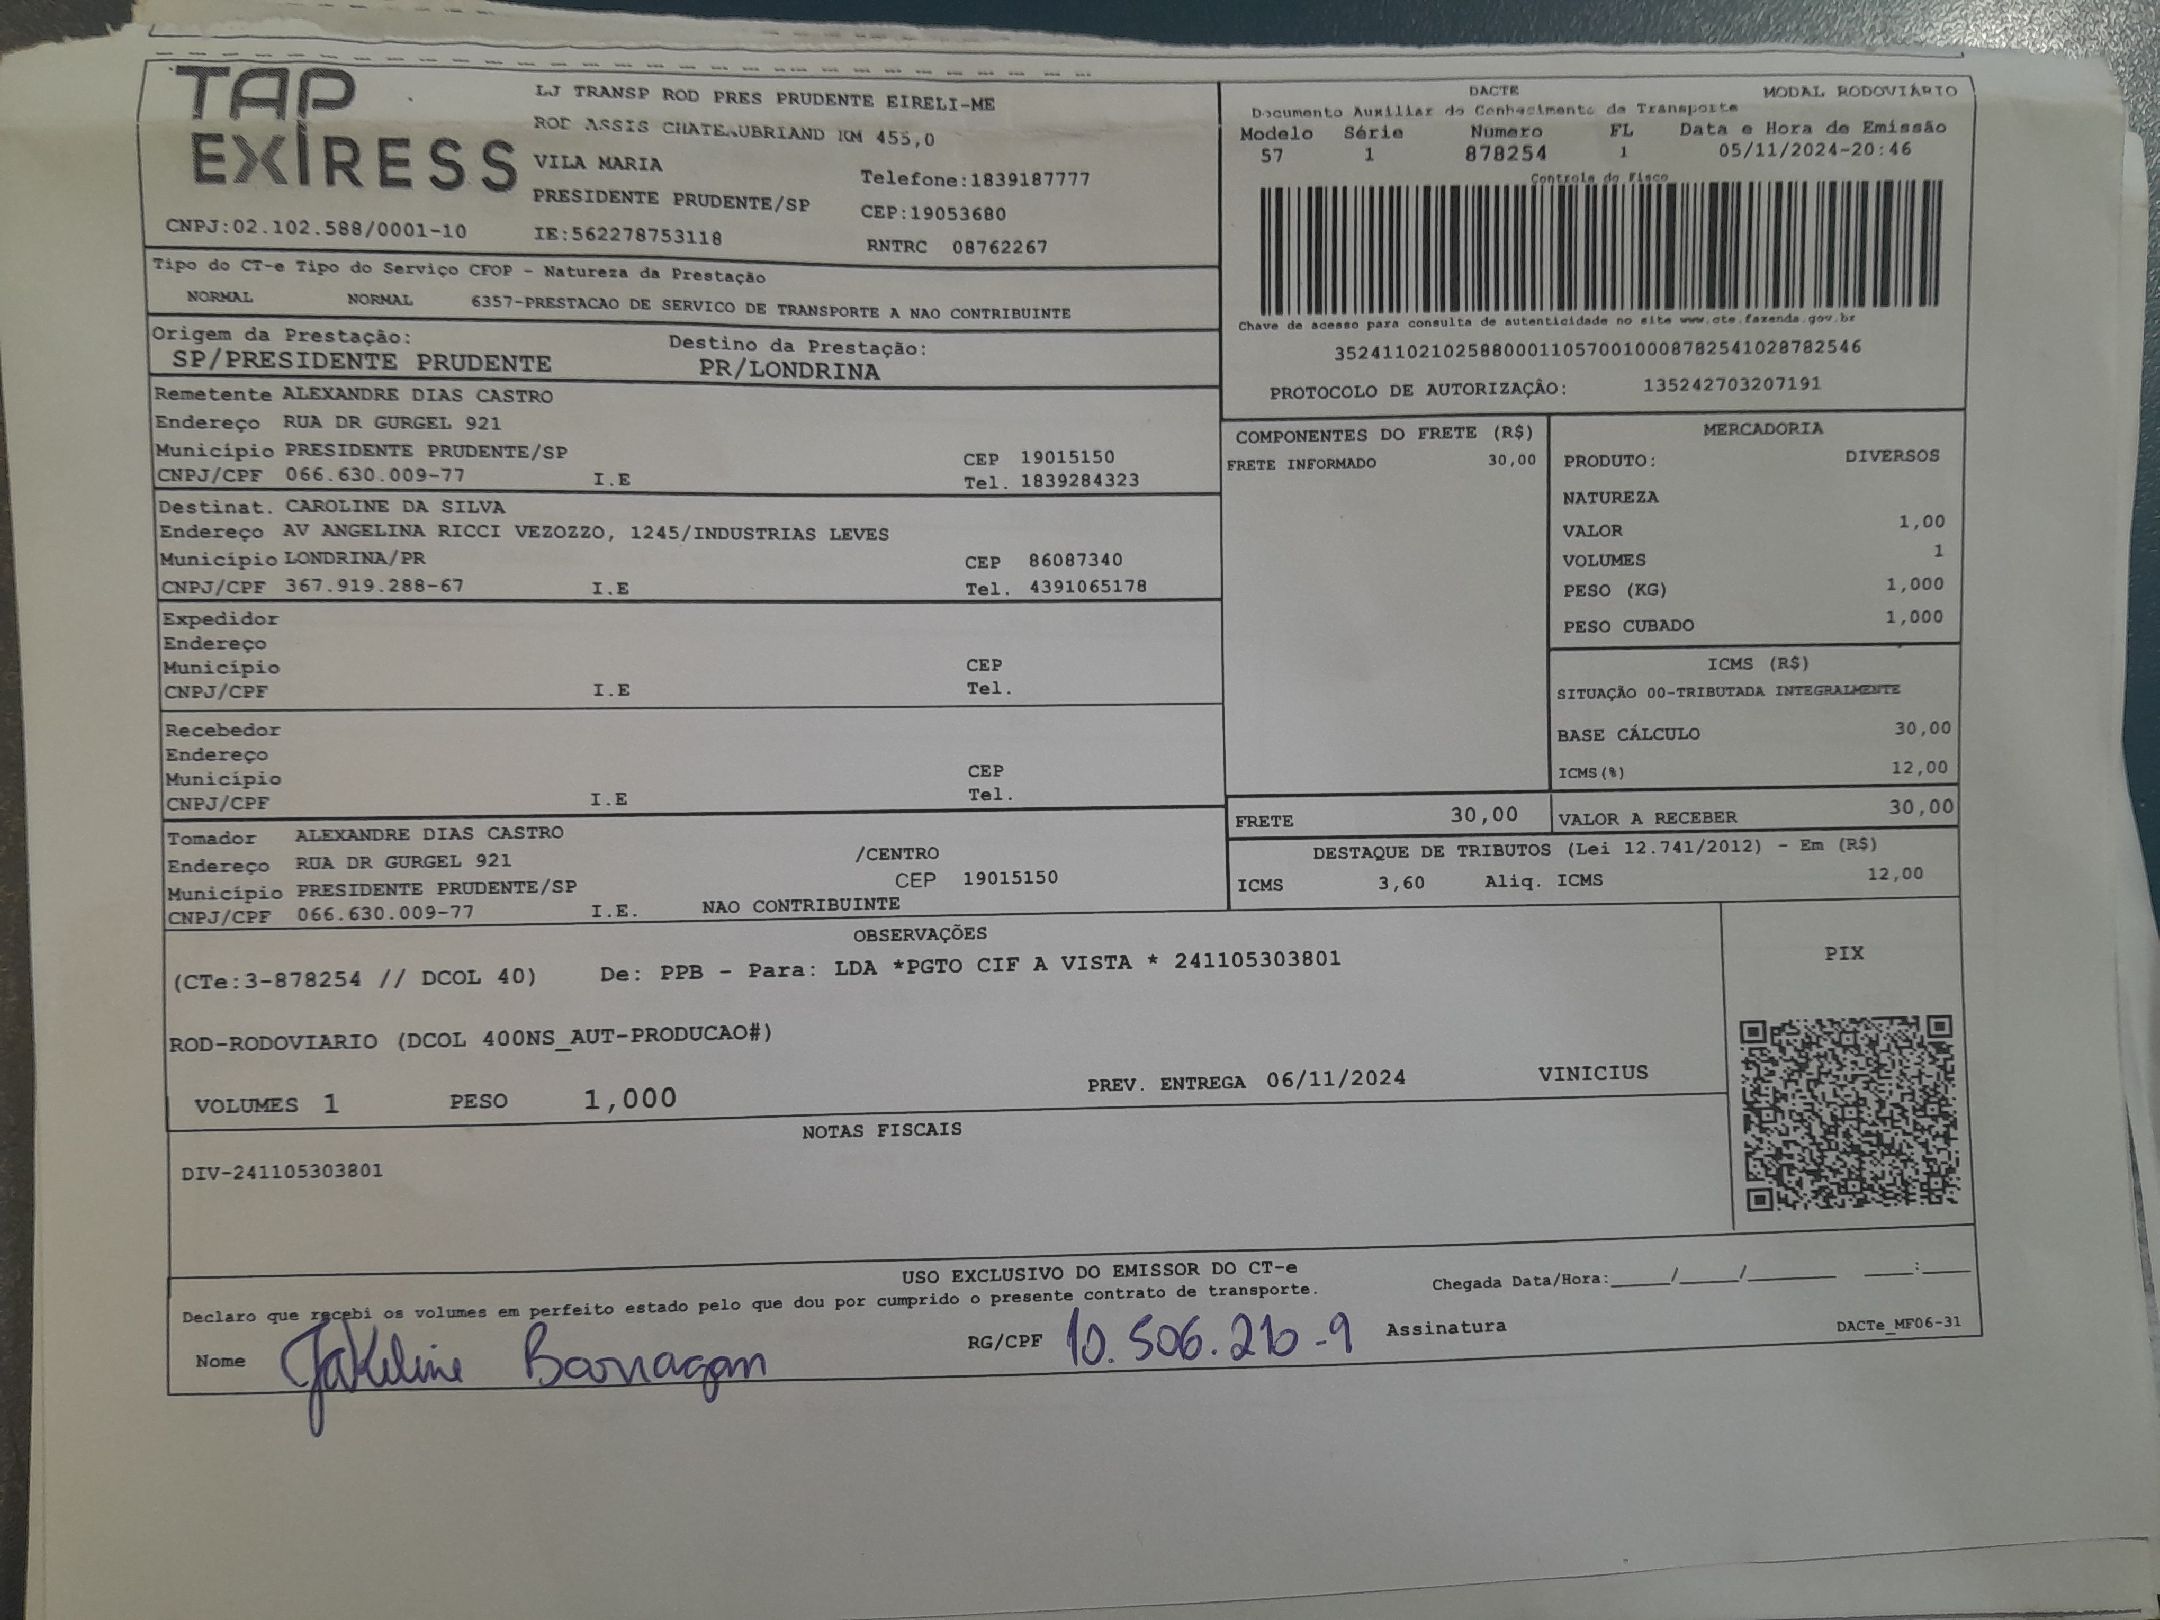 TAP
EXPRESS
LJ TRANSP ROD PRES PRUDENTE EIRELI-ME
ROD ASSIS CHATEAUBRIAND KM 455,0
VILA MARIA
Telefone:1839187777
PRESIDENTE PRUDENTE/SP
CEP:19053680
CNPJ:02.102.588/0001-10
IE:562278753118
RNTRC 08762267
DACTE
MODAL RODOVIÁRIO
Documento Auxiliar do Conhecimento de Transporte
Modelo Série Número FL Data e Hora de Emissão
57 1 878254 1 05/11/2024-20:46
Controle do Fisco
Chave de acesso para consulta de autenticidade no site www.cte.fazenda.gov.br
35241102102588000110570010008782541028782546
PROTOCOLO DE AUTORIZAÇÃO: 135242703207191
Tipo do CT-e Tipo do Serviço CFOP - Natureza da Prestação
NORMAL NORMAL 6357-PRESTACAO DE SERVICO DE TRANSPORTE A NAO CONTRIBUINTE
Origem da Prestação: Destino da Prestação:
SP/PRESIDENTE PRUDENTE PR/LONDRINA
Remetente ALEXANDRE DIAS CASTRO
Endereço RUA DR GURGEL 921
Município PRESIDENTE PRUDENTE/SP CEP 19015150
CNPJ/CPF 066.630.009-77 I.E Tel. 1839284323
Destinat. CAROLINE DA SILVA
Endereço AV ANGELINA RICCI VEZOZZO, 1245/INDUSTRIAS LEVES
Município LONDRINA/PR CEP 86087340
CNPJ/CPF 367.919.288-67 I.E Tel. 4391065178
Expedidor
Endereço
Município CEP
CNPJ/CPF I.E Tel.
Recebedor
Endereço
Município CEP
CNPJ/CPF I.E Tel.
Tomador ALEXANDRE DIAS CASTRO
Endereço RUA DR GURGEL 921 /CENTRO
Município PRESIDENTE PRUDENTE/SP CEP 19015150
CNPJ/CPF 066.630.009-77 I.E. NAO CONTRIBUINTE
COMPONENTES DO FRETE (R$)
FRETE INFORMADO 30,00
MERCADORIA
PRODUTO: DIVERSOS
NATUREZA
VALOR 1,00
VOLUMES 1
PESO (KG) 1,000
PESO CUBADO 1,000
ICMS (R$)
SITUAÇÃO 00-TRIBUTADA INTEGRALMENTE
BASE CÁLCULO 30,00
ICMS(%) 12,00
FRETE 30,00 VALOR A RECEBER 30,00
DESTAQUE DE TRIBUTOS (Lei 12.741/2012) - Em (R$)
ICMS 3,60 Aliq. ICMS 12,00
OBSERVAÇÕES
(CTe:3-878254 // DCOL 40) De: PPB - Para: LDA *PGTO CIF A VISTA * 241105303801
ROD-RODOVIARIO (DCOL 400NS_AUT-PRODUCAO#)
VOLUMES 1 PESO 1,000 PREV. ENTREGA 06/11/2024 VINICIUS
PIX
NOTAS FISCAIS
DIV-241105303801
USO EXCLUSIVO DO EMISSOR DO CT-e
Declaro que recebi os volumes em perfeito estado pelo que dou por cumprido o presente contrato de transporte.
Chegada Data/Hora:_____/_____/________ ____:____
Nome Jakeline Barragan RG/CPF 10.506.216-9 Assinatura
DACTe_MF06-31